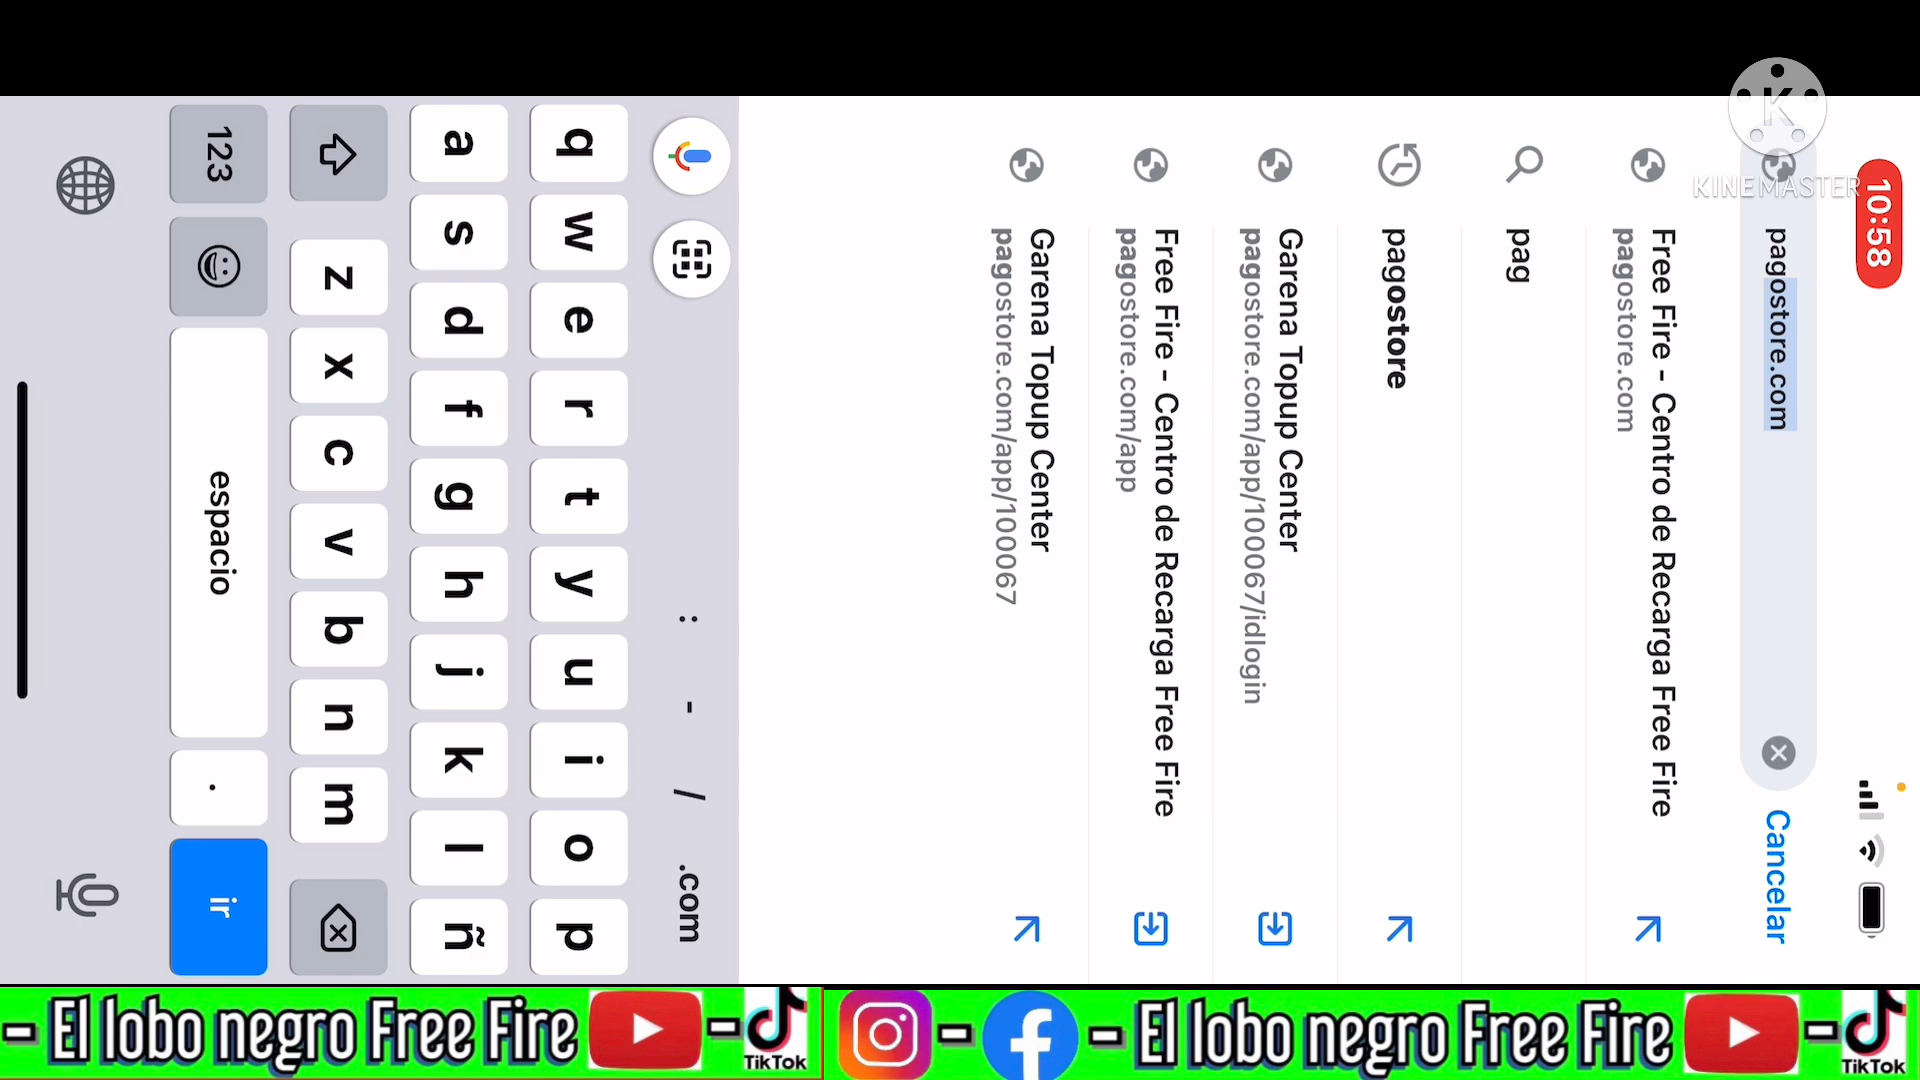 10:58
KINEMASTER
pagostore.com
Cancelar
Free Fire - Centro de Recarga Free Fire
pagostore.com
pag
pagostore
Garena Topup Center
pagostore.com/app/100067/idlogin
Free Fire - Centro de Recarga Free Fire
pagostore.com/app
Garena Topup Center
pagostore.com/app/100067
: - / .com
q w e r t y u i o p
a s d f g h j k l ñ
z x c v b n m
123 espacio . ir
- El lobo negro Free Fire - TikTok - - El lobo negro Free Fire - TikTok